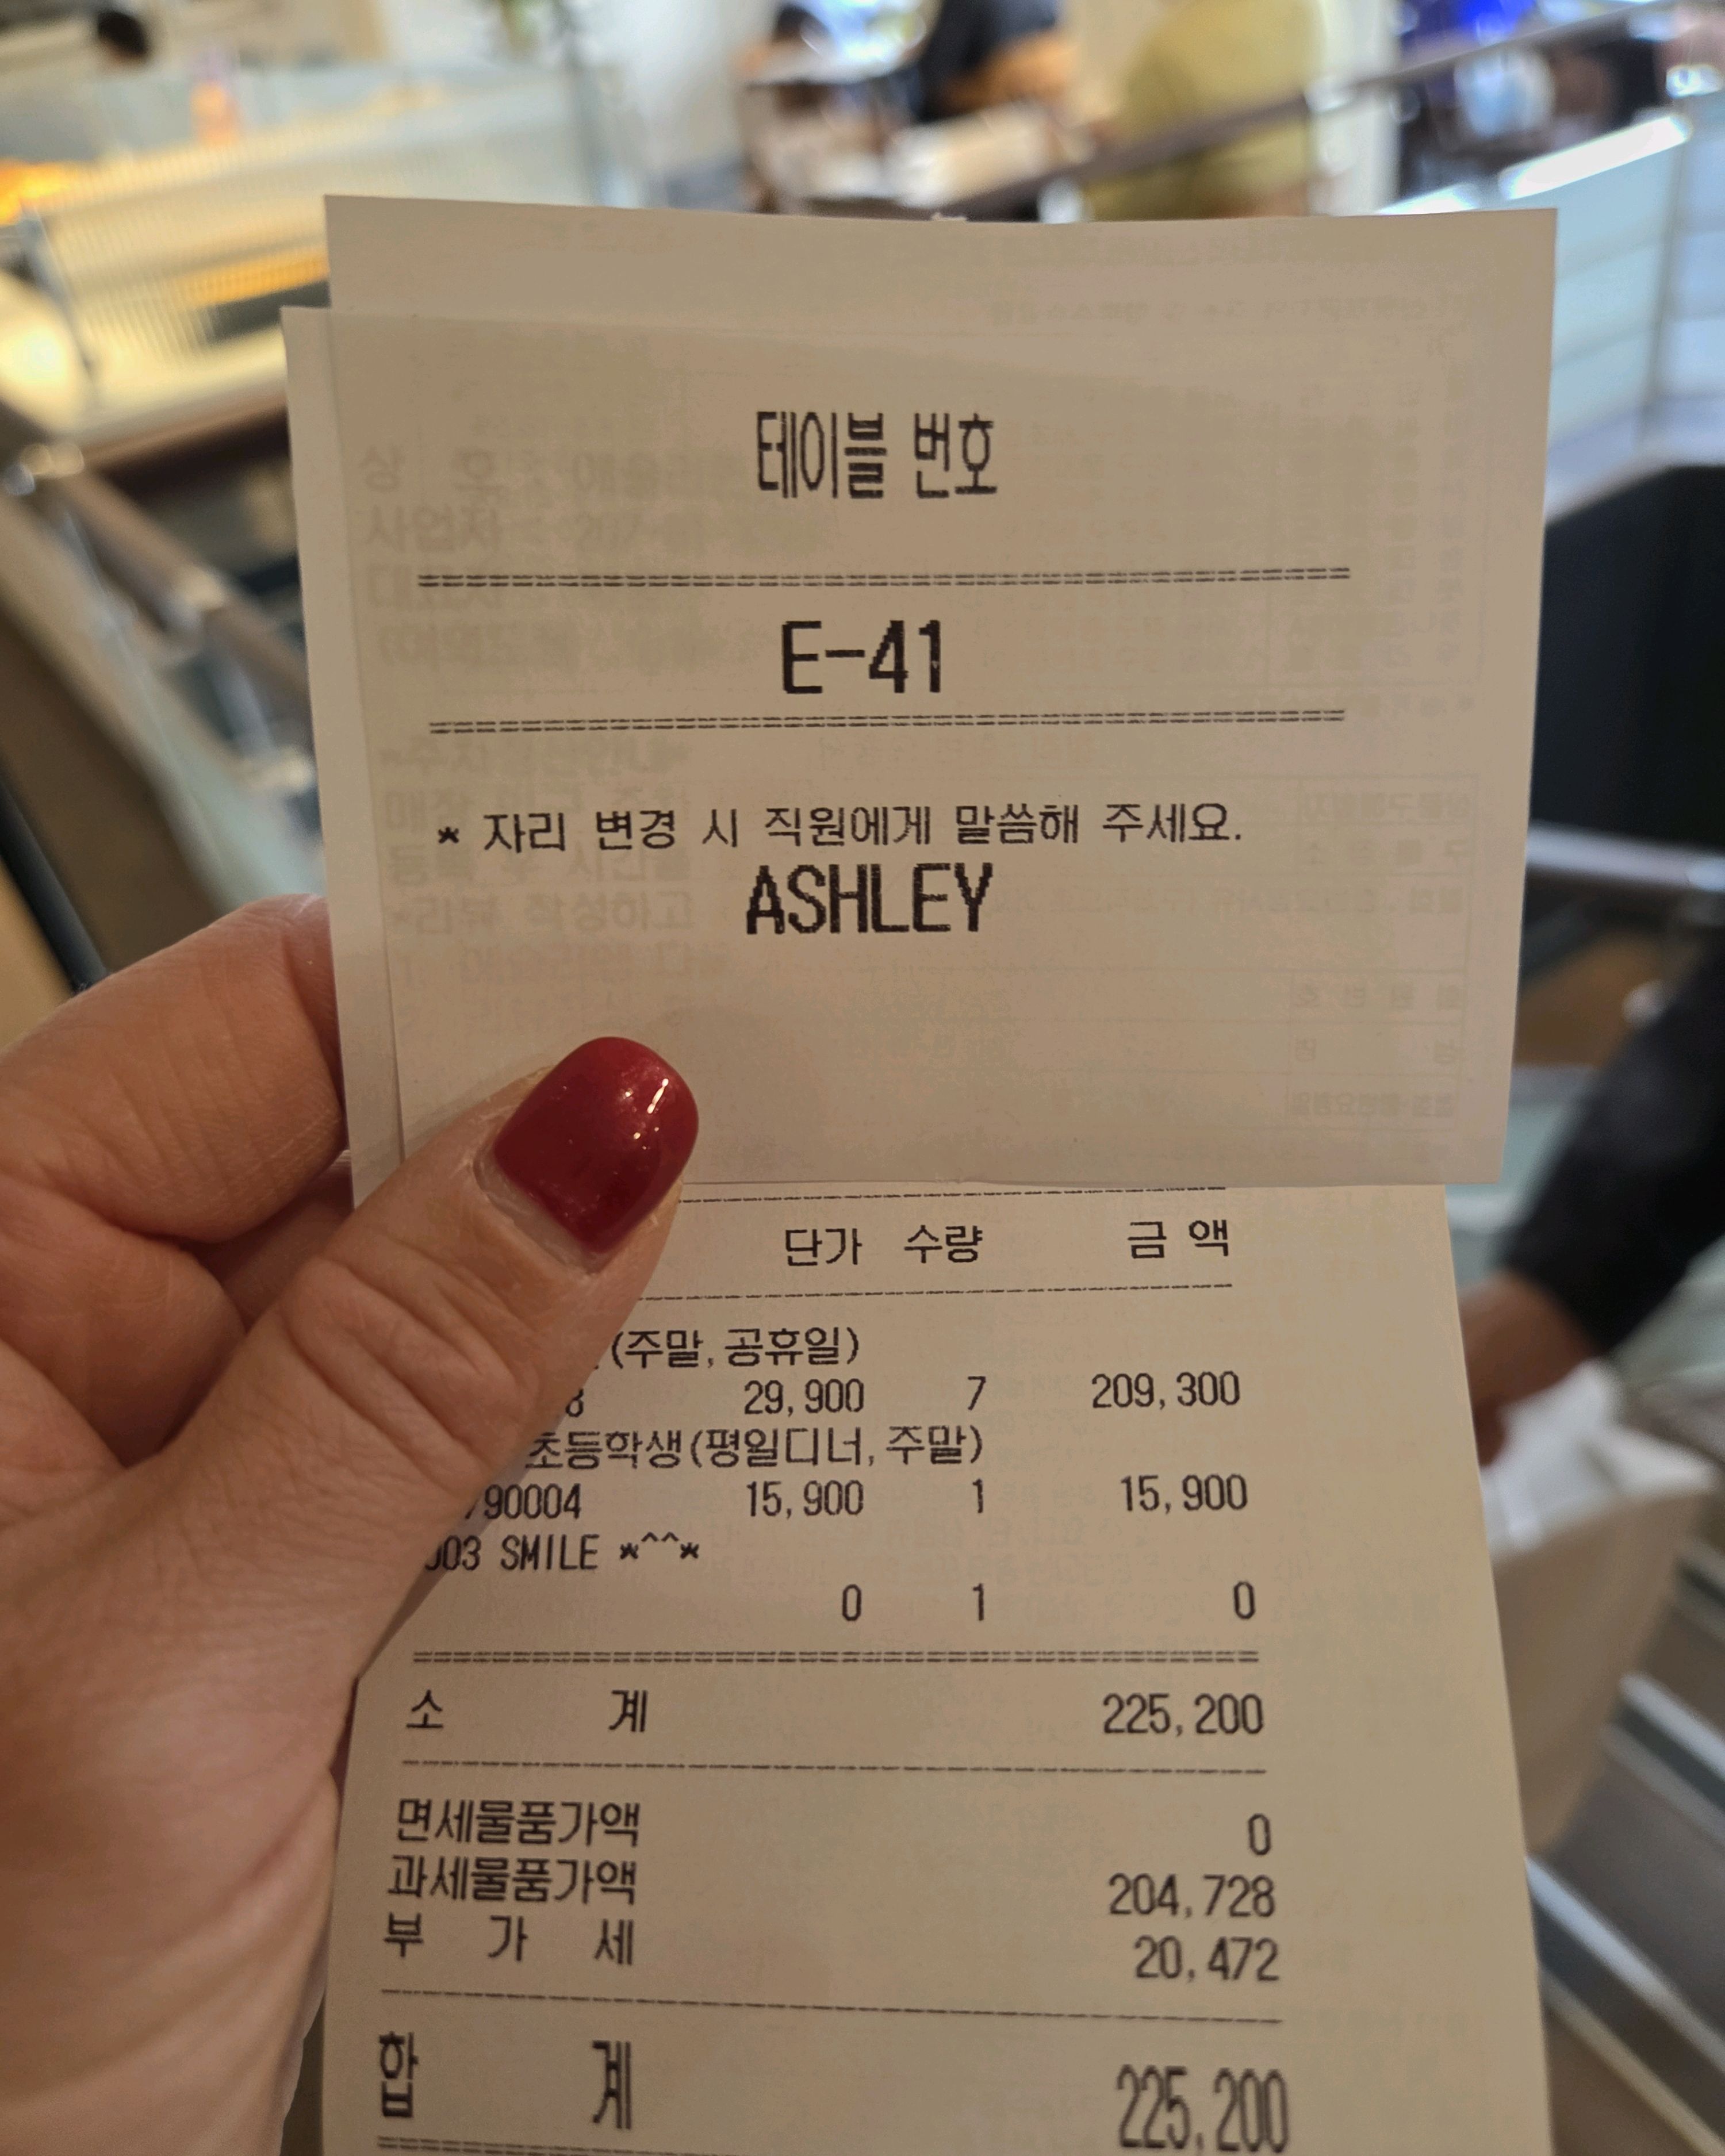 테이블 번호
E-41
* 자리 변경 시 직원에게 말씀해 주세요.
ASHLEY
단가 수량 금 액
(주말, 공휴일)
29,900 7 209,300
초등학생(평일디너, 주말)
90004 15,900 1 15,900
003 SMILE *^^*
0 1 0
소 계 225,200
면세물품가액 0
과세물품가액 204,728
부 가 세 20,472
합 계 225,200